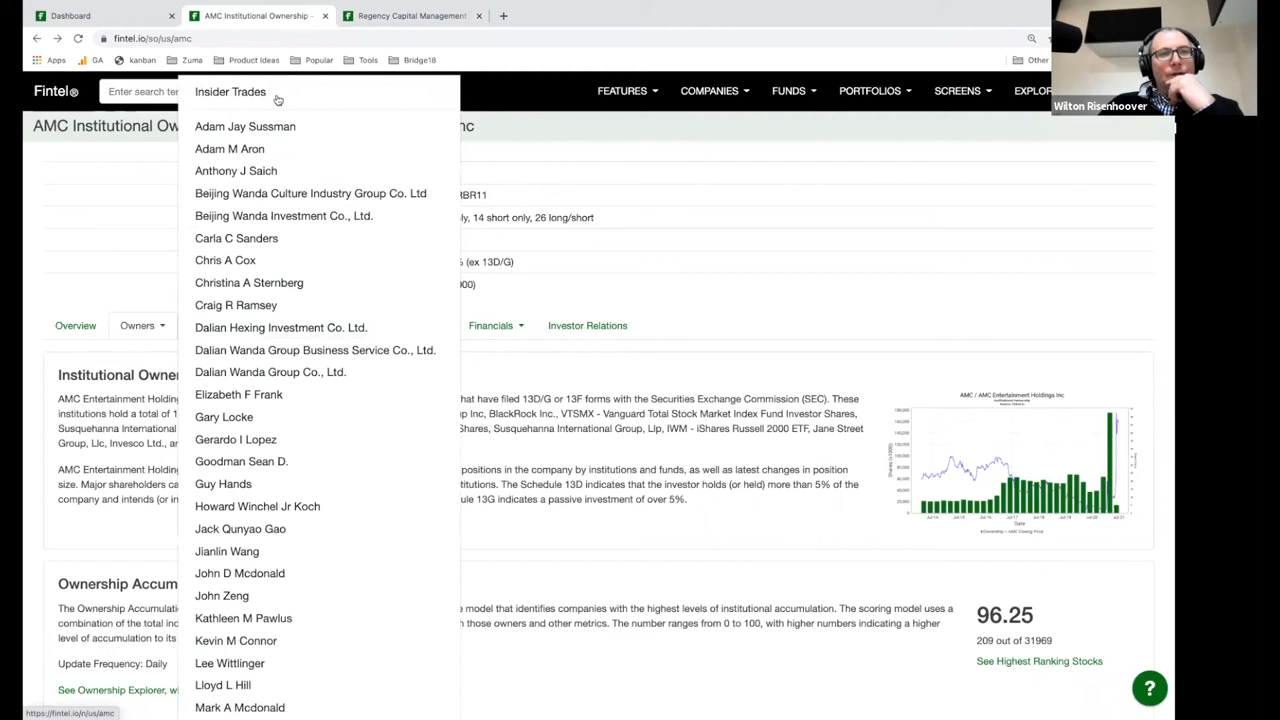 Dashboard
AMC Institutional Ownership -
Regency Capital Management
fintel.io/so/us/amc
Apps
GA
kanban
Zuma
Product Ideas
Popular
Tools
Bridge18
Other
Fintel
Enter search ter
Insider Trades
FEATURES
COMPANIES
FUNDS
PORTFOLIOS
SCREENS
EXPLOR
Wilton Risenhoover
AMC Institutional Ow
nc
Adam Jay Sussman
Adam M Aron
Anthony J Saich
Beijing Wanda Culture Industry Group Co. Ltd
RBR11
Beijing Wanda Investment Co., Ltd.
ly, 14 short only, 26 long/short
Carla C Sanders
Chris A Cox
% (ex 13D/G)
Christina A Sternberg
000)
Craig R Ramsey
Overview
Owners
Dalian Hexing Investment Co. Ltd.
Financials
Investor Relations
Dalian Wanda Group Business Service Co., Ltd.
Dalian Wanda Group Co., Ltd.
Elizabeth F Frank
Gary Locke
Gerardo I Lopez
Goodman Sean D.
Guy Hands
Howard Winchel Jr Koch
Jack Qunyao Gao
Jianlin Wang
John D Mcdonald
John Zeng
Kathleen M Pawlus
Kevin M Connor
Lee Wittlinger
Lloyd L Hill
Mark A Mcdonald
Institutional Owne
AMC Entertainment Holding
hat have filed 13D/G or 13F forms with the Securities Exchange Commission (SEC). These
institutions hold a total of 1
up Inc, BlackRock Inc., VTSMX - Vanguard Total Stock Market Index Fund Investor Shares,
Susquehanna International
Shares, Susquehanna International Group, Llp, IWM - iShares Russell 2000 ETF, Jane Street
Group, Llc, Invesco Ltd., an
AMC Entertainment Holding
positions in the company by institutions and funds, as well as latest changes in position
size. Major shareholders ca
titutions. The Schedule 13D indicates that the investor holds (or held) more than 5% of the
company and intends (or in
ule 13G indicates a passive investment of over 5%.
AMC / AMC Entertainment Holdings Inc
Shares (x1000)
Date
Ownership
AMC Closing Price
Ownership Accum
The Ownership Accumulatio
e model that identifies companies with the highest levels of institutional accumulation. The scoring model uses a
combination of the total inc
those owners and other metrics. The number ranges from 0 to 100, with higher numbers indicating a higher
level of accumulation to its
Update Frequency: Daily
See Ownership Explorer, wh
96.25
209 out of 31969
See Highest Ranking Stocks
?
https://fintel.io/n/us/amc